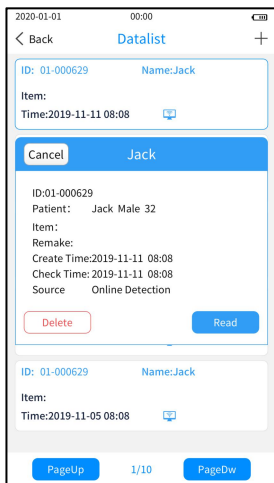 2020-01-01 00:00
Back Datalist
ID: 01-000629 Name:Jack
Item:
Time:2019-11-11 08:08
Cancel Jack
ID:01-000629
Patient: Jack Male 32
Item:
Remake:
Create Time:2019-11-11 08:08
Check Time: 2019-11-11 08:08
Source Online Detection
Delete Read
ID: 01-000629 Name:Jack
Item:
Time:2019-11-05 08:08
PageUp 1/10 PageDw